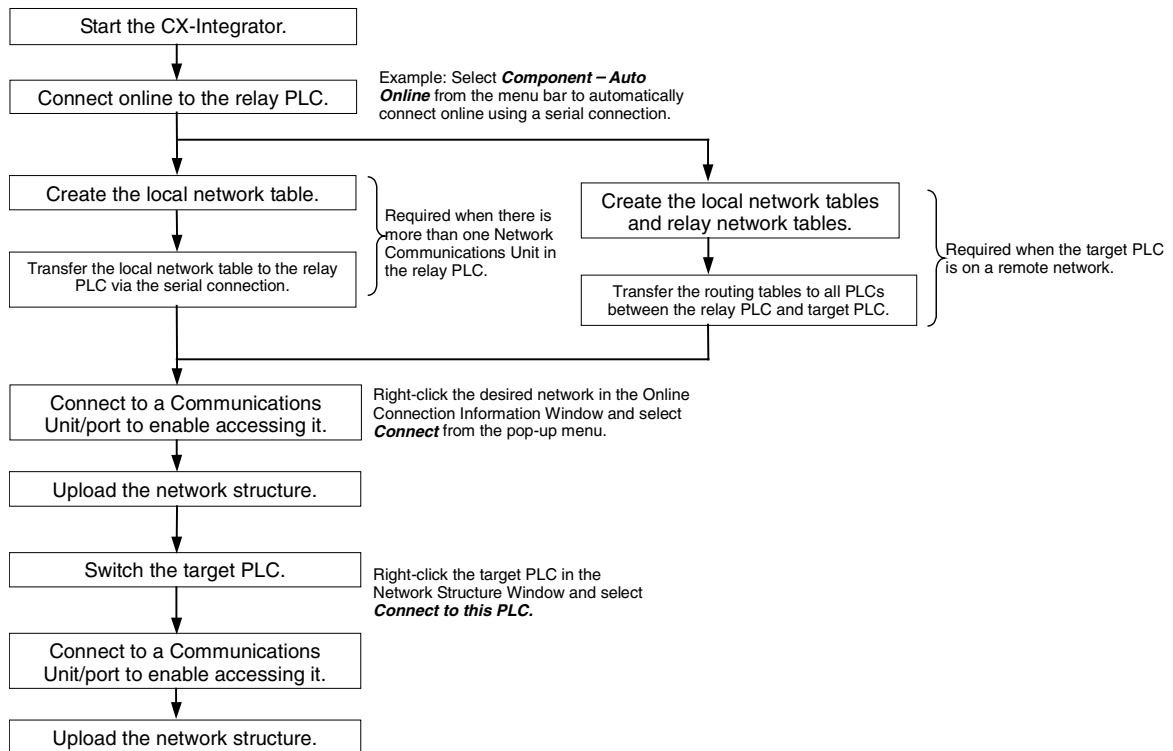 Start the CX-Integrator.
Connect online to the relay PLC.
Example: Select Component – Auto
Online from the menu bar to automatically
connect online using a serial connection.
Create the local network table.
Transfer the local network table to the relay
PLC via the serial connection.
Required when there is
more than one Network
Communications Unit in
the relay PLC.
Create the local network tables
and relay network tables.
Transfer the routing tables to all PLCs
between the relay PLC and target PLC.
Required when the target PLC
is on a remote network.
Connect to a Communications
Unit/port to enable accessing it.
Right-click the desired network in the Online
Connection Information Window and select
Connect from the pop-up menu.
Upload the network structure.
Switch the target PLC.
Right-click the target PLC in the
Network Structure Window and select
Connect to this PLC.
Connect to a Communications
Unit/port to enable accessing it.
Upload the network structure.